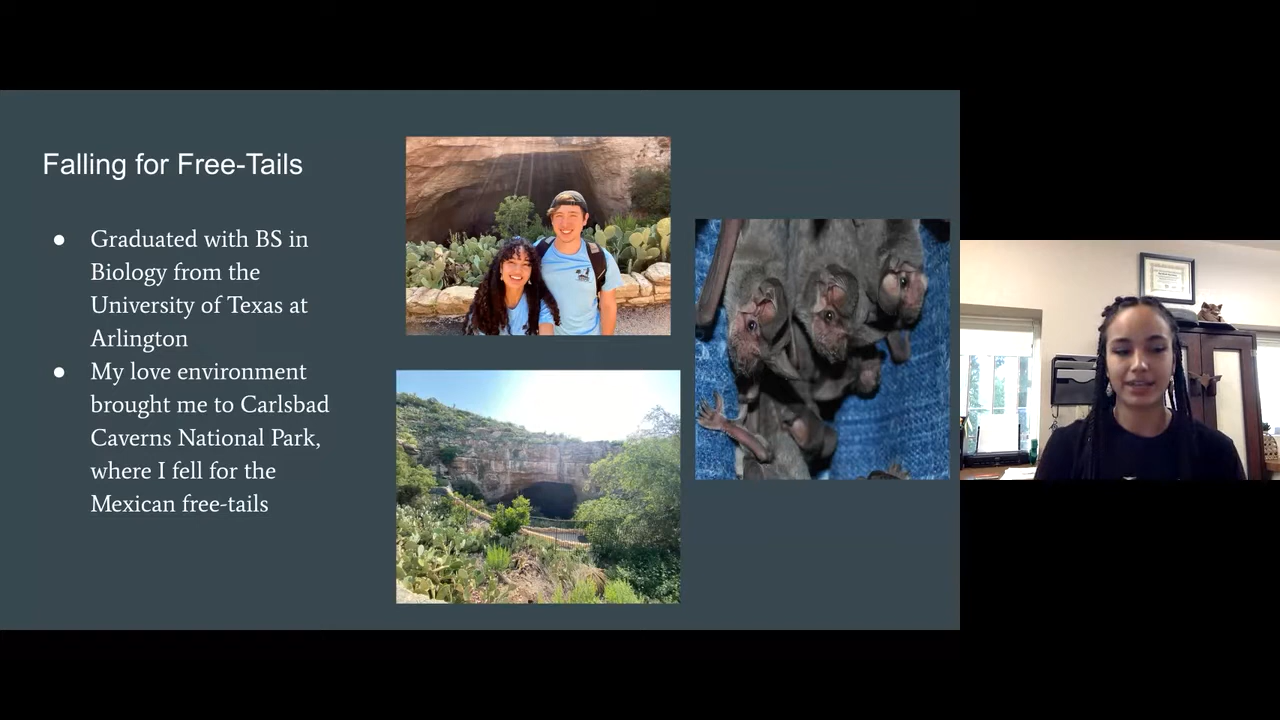 Falling for Free-Tails
● Graduated with BS in
Biology from the
University of Texas at
Arlington
● My love environment
brought me to Carlsbad
Caverns National Park,
where I fell for the
Mexican free-tails